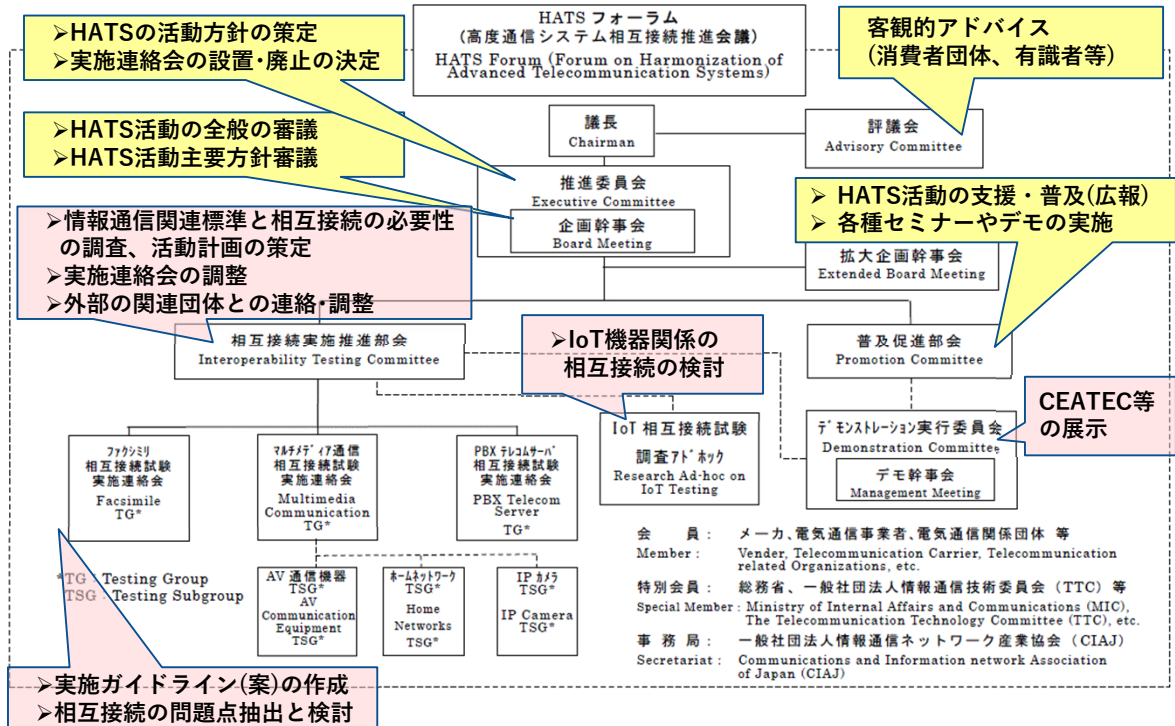 HATS フォーラム
(高度通信システム相互接続推進会議)
HATS Forum (Forum on Harmonization of
Advanced Telecommunication Systems)
➢HATSの活動方針の策定
➢実施連絡会の設置・廃止の決定
客観的アドバイス
(消費者団体、有識者等)
議長
Chairman
評議会
Advisory Committee
➢HATS活動の全般の審議
➢HATS活動主要方針審議
推進委員会
Executive Committee
企画幹事会
Board Meeting
➢ HATS活動の支援・普及(広報)
➢ 各種セミナーやデモの実施
拡大企画幹事会
Extended Board Meeting
➢情報通信関連標準と相互接続の必要性
の調査、活動計画の策定
➢実施連絡会の調整
➢外部の関連団体との連絡・調整
相互接続実施推進部会
Interoperability Testing Committee
➢IoT機器関係の
相互接続の検討
普及促進部会
Promotion Committee
CEATEC等
の展示
ファクシミリ
相互接続試験
実施連絡会
Facsimile
TG*
マルチメディア通信
相互接続試験
実施連絡会
Multimedia
Communication
TG*
PBX テレコムサーバ
相互接続試験
実施連絡会
PBX Telecom
Server
TG*
IoT 相互接続試験
調査アドホック
Research Ad-hoc on
IoT Testing
デモンストレーション実行委員会
Demonstration Committee
デモ幹事会
Management Meeting
*TG : Testing Group
TSG : Testing Subgroup
AV 通信機器
TSG*
AV
Communication
Equipment
TSG*
ホームネットワーク
TSG*
Home
Networks
TSG*
IP カメラ
TSG*
IP Camera
TSG*
会 員 : メーカ、電気通信事業者、電気通信関係団体 等
Member : Vender, Telecommunication Carrier, Telecommunication
related Organizations, etc.
特別会員 : 総務省、一般社団法人情報通信技術委員会(TTC)等
Special Member : Ministry of Internal Affairs and Communications (MIC),
The Telecommunication Technology Committee (TTC), etc.
事 務 局 : 一般社団法人情報通信ネットワーク産業協会(CIAJ)
Secretariat : Communications and Information network Association
of Japan (CIAJ)
➢実施ガイドライン(案)の作成
➢相互接続の問題点抽出と検討